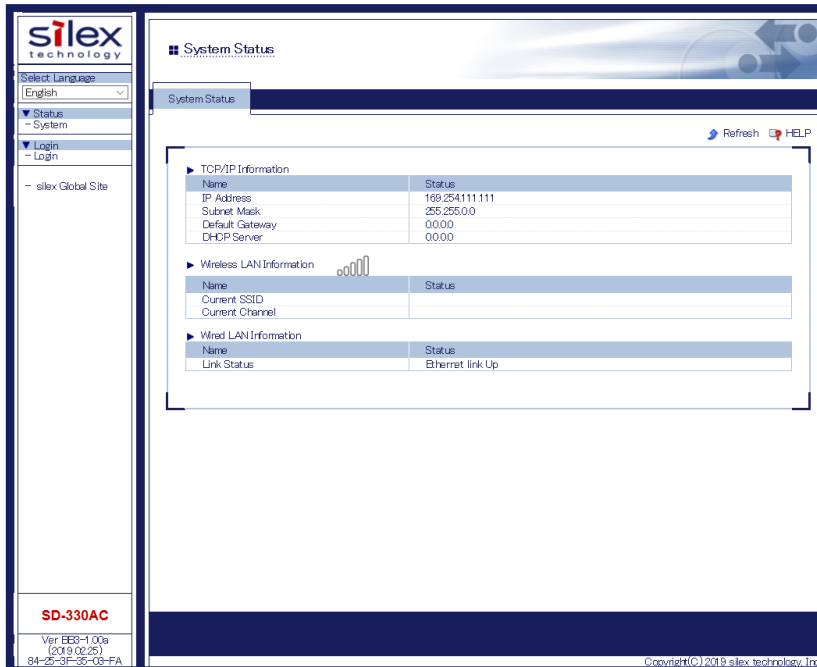 silex
technology
Select Language
English
▼ Status
- System
▼ Login
- Login
- silex Global Site
SD-330AC
Ver BB3-1.00a
(2019.02.25)
84-25-3F-35-03-FA
System Status
System Status
Refresh HELP
▶ TCP/IP Information
Name Status
IP Address 169.254.111.111
Subnet Mask 255.255.0.0
Default Gateway 0.0.0.0
DHCP Server 0.0.0.0
▶ Wireless LAN Information
Name Status
Current SSID
Current Channel
▶ Wired LAN Information
Name Status
Link Status Ethernet link Up
Copyright(C) 2019 silex technology, Inc